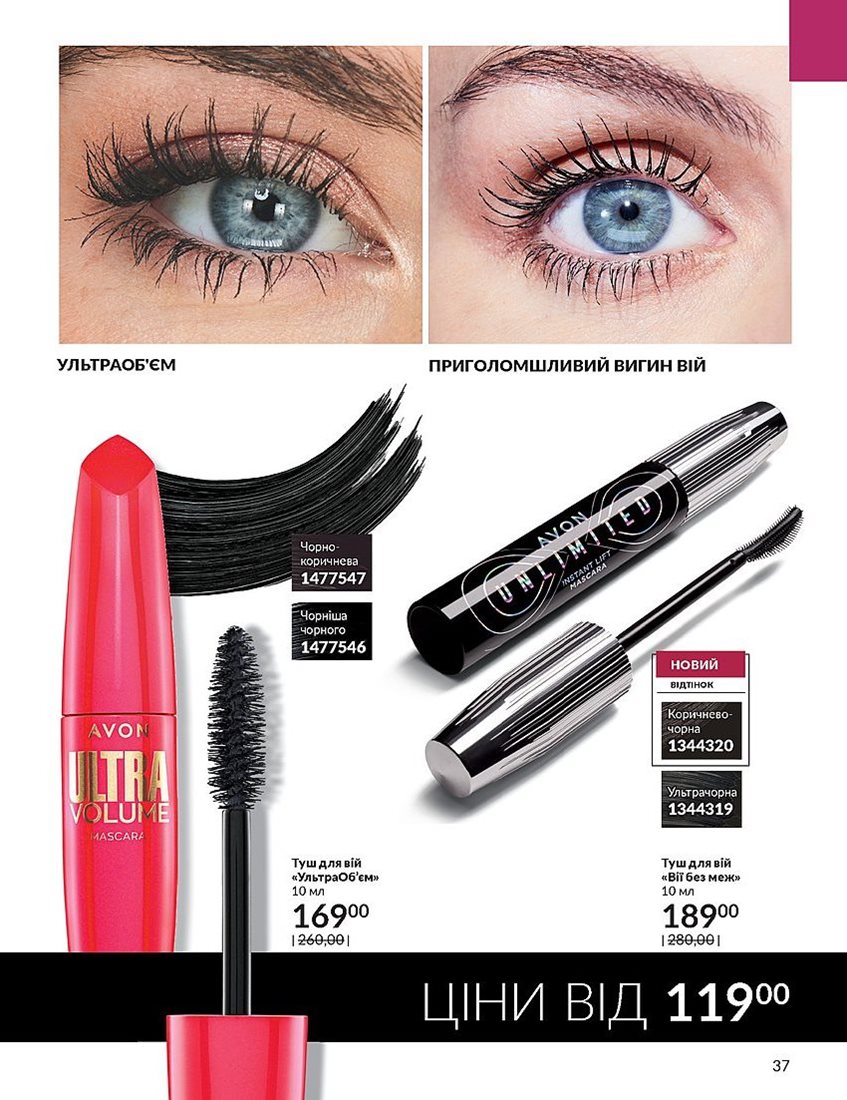 УЛЬТРАОБ'ЄМ
ПРИГОЛОМШЛИВИЙ ВИГИН ВІЙ
Чорно-
коричнева
1477547
Чорніша
чорного
1477546
AVON
ULTRA
VOLUME
MASCARA
AVON
UNLIMITED
INSTANT LIFT
MASCARA
НОВИЙ
ВІДТІНОК
Коричнево-
чорна
1344320
Ультрачорна
1344319
Туш для вій
«УльтраОб'єм»
10 мл
169⁰⁰
| 260,00 |
Туш для вій
«Вії без меж»
10 мл
189⁰⁰
| 280,00 |
ЦІНИ ВІД 119⁰⁰
37